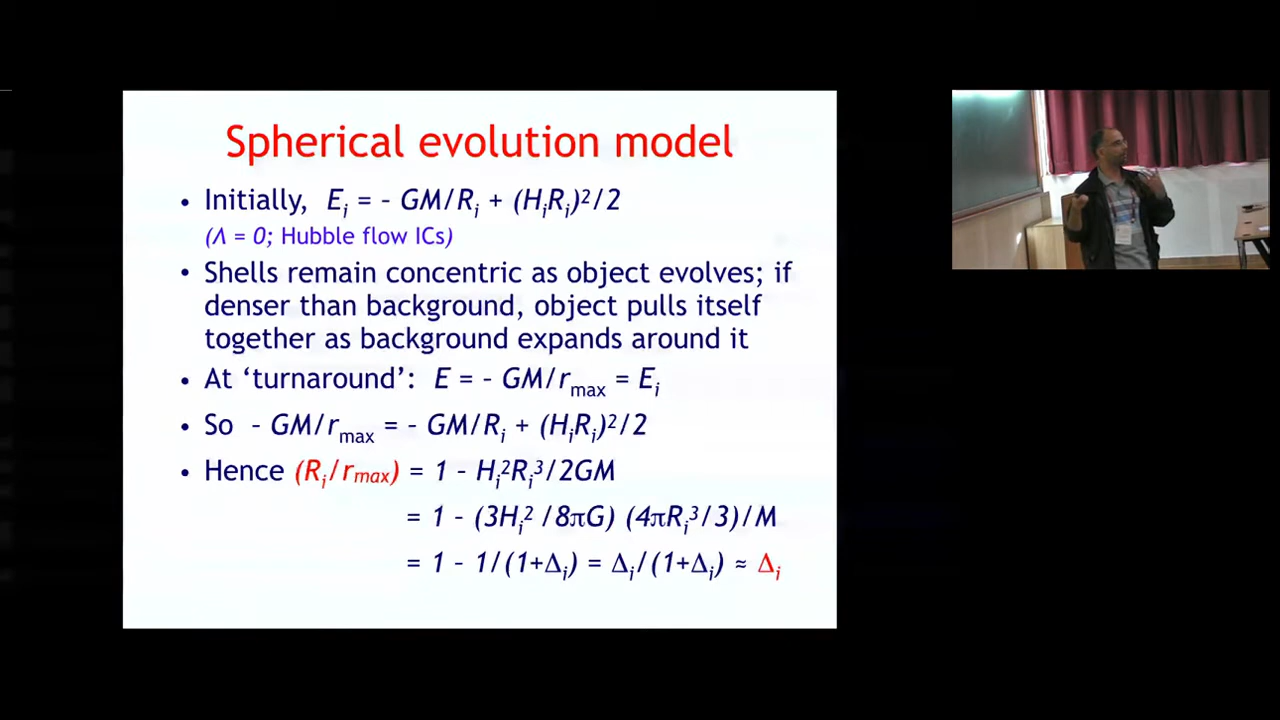 Spherical evolution model
• Initially, Eᵢ = – GM/Rᵢ + (HᵢRᵢ)²/2
(Λ = 0; Hubble flow ICs)
• Shells remain concentric as object evolves; if
denser than background, object pulls itself
together as background expands around it
• At ‘turnaround’: E = – GM/r_max = Eᵢ
• So – GM/r_max = – GM/Rᵢ + (HᵢRᵢ)²/2
• Hence (Rᵢ/r_max) = 1 – Hᵢ²Rᵢ³/2GM
= 1 – (3Hᵢ² /8πG) (4πRᵢ³/3)/M
= 1 – 1/(1+Δᵢ) = Δᵢ/(1+Δᵢ) ≈ Δᵢ